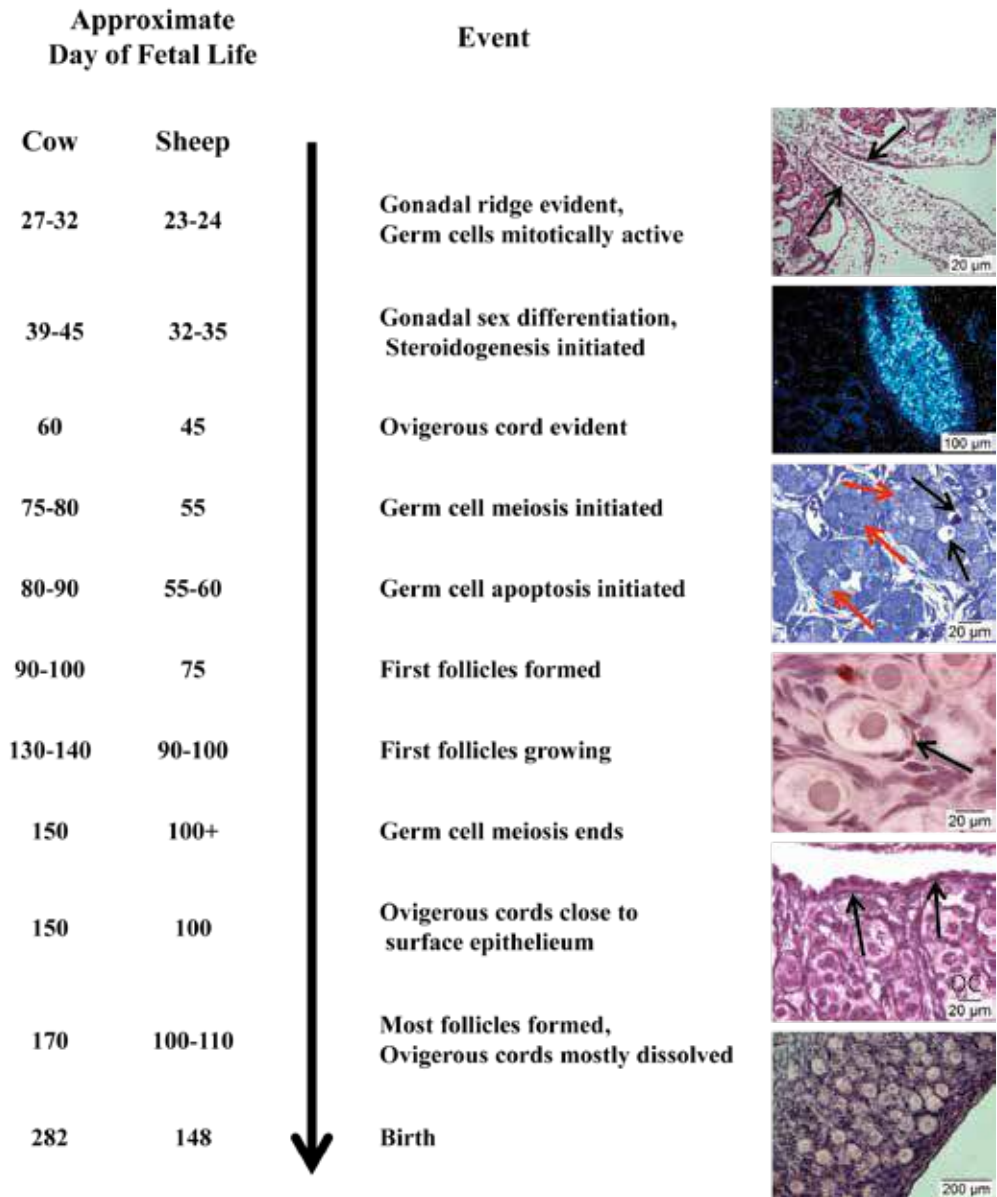 Approximate
Day of Fetal Life
Event
Cow Sheep
27-32 23-24 Gonadal ridge evident,
Germ cells mitotically active
20 µm
39-45 32-35 Gonadal sex differentiation,
Steroidogenesis initiated
100 µm
60 45 Ovigerous cord evident
75-80 55 Germ cell meiosis initiated
80-90 55-60 Germ cell apoptosis initiated
20 µm
90-100 75 First follicles formed
130-140 90-100 First follicles growing
20 µm
150 100+ Germ cell meiosis ends
150 100 Ovigerous cords close to
surface epithelieum
OC
20 µm
170 100-110 Most follicles formed,
Ovigerous cords mostly dissolved
282 148 Birth
200 µm